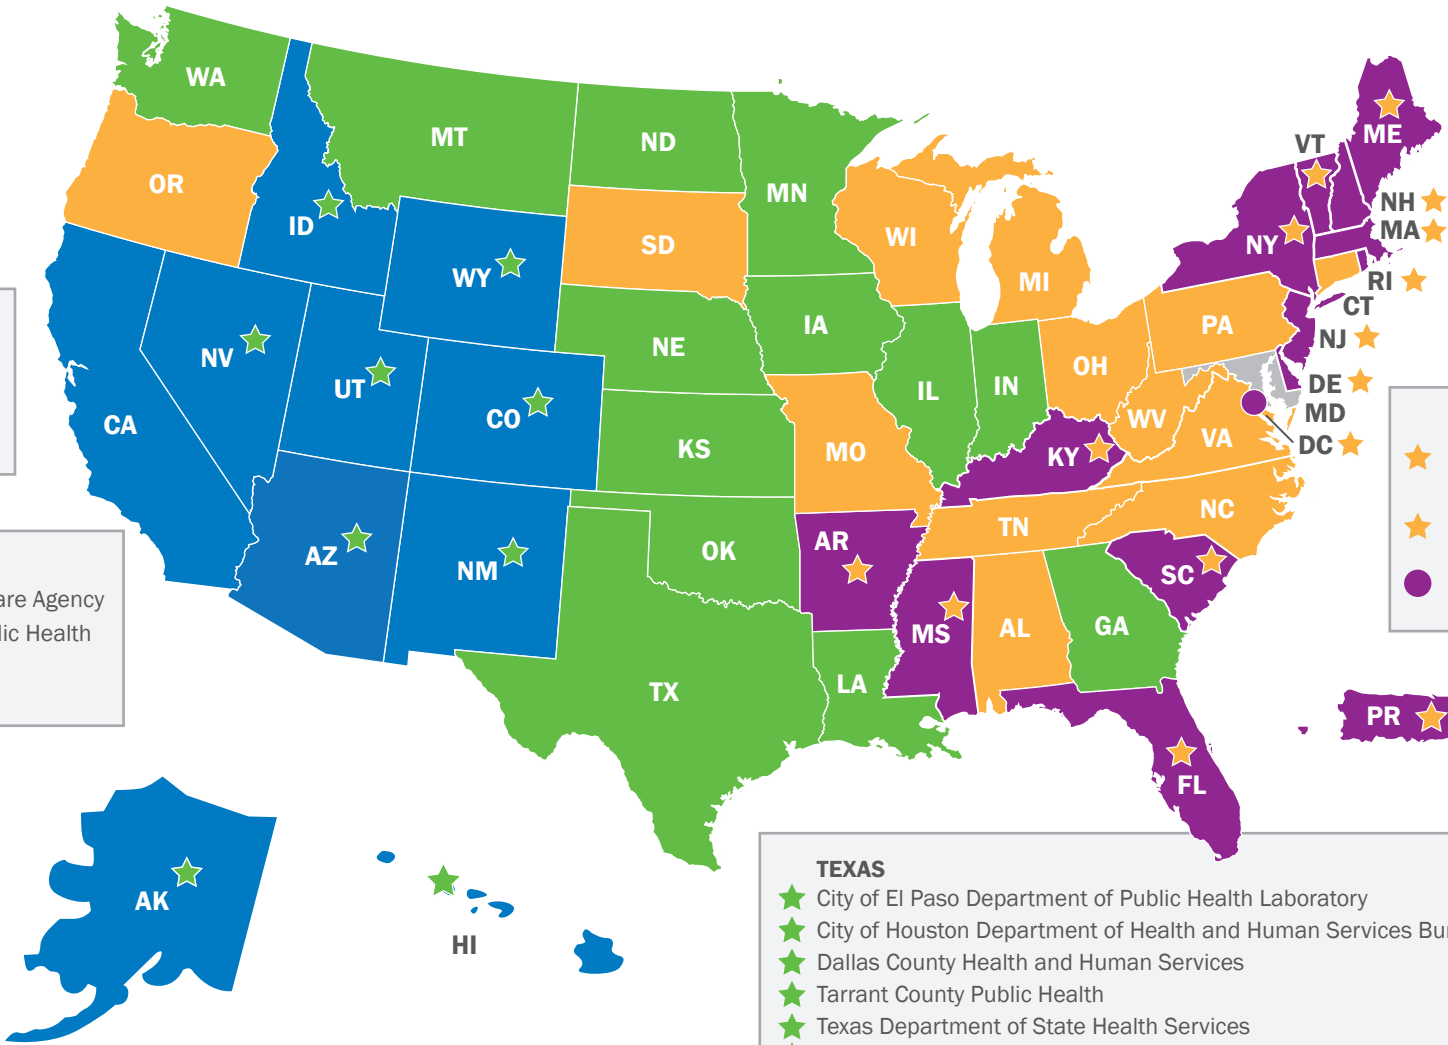 WA
MT
ND
MN
OR
ID
WY
SD
WI
MI
VT
ME
NH
MA
NY
RI
CT
NV
UT
CO
NE
IA
PA
NJ
CA
KS
IL
IN
OH
DE
MD
WV
VA
DC
MO
KY
AZ
NM
OK
AR
TN
NC
SC
are Agency
lic Health
TX
LA
MS
AL
GA
PR
FL
AK
HI
TEXAS
City of El Paso Department of Public Health Laboratory
City of Houston Department of Health and Human Services Bu
Dallas County Health and Human Services
Tarrant County Public Health
Texas Department of State Health Services